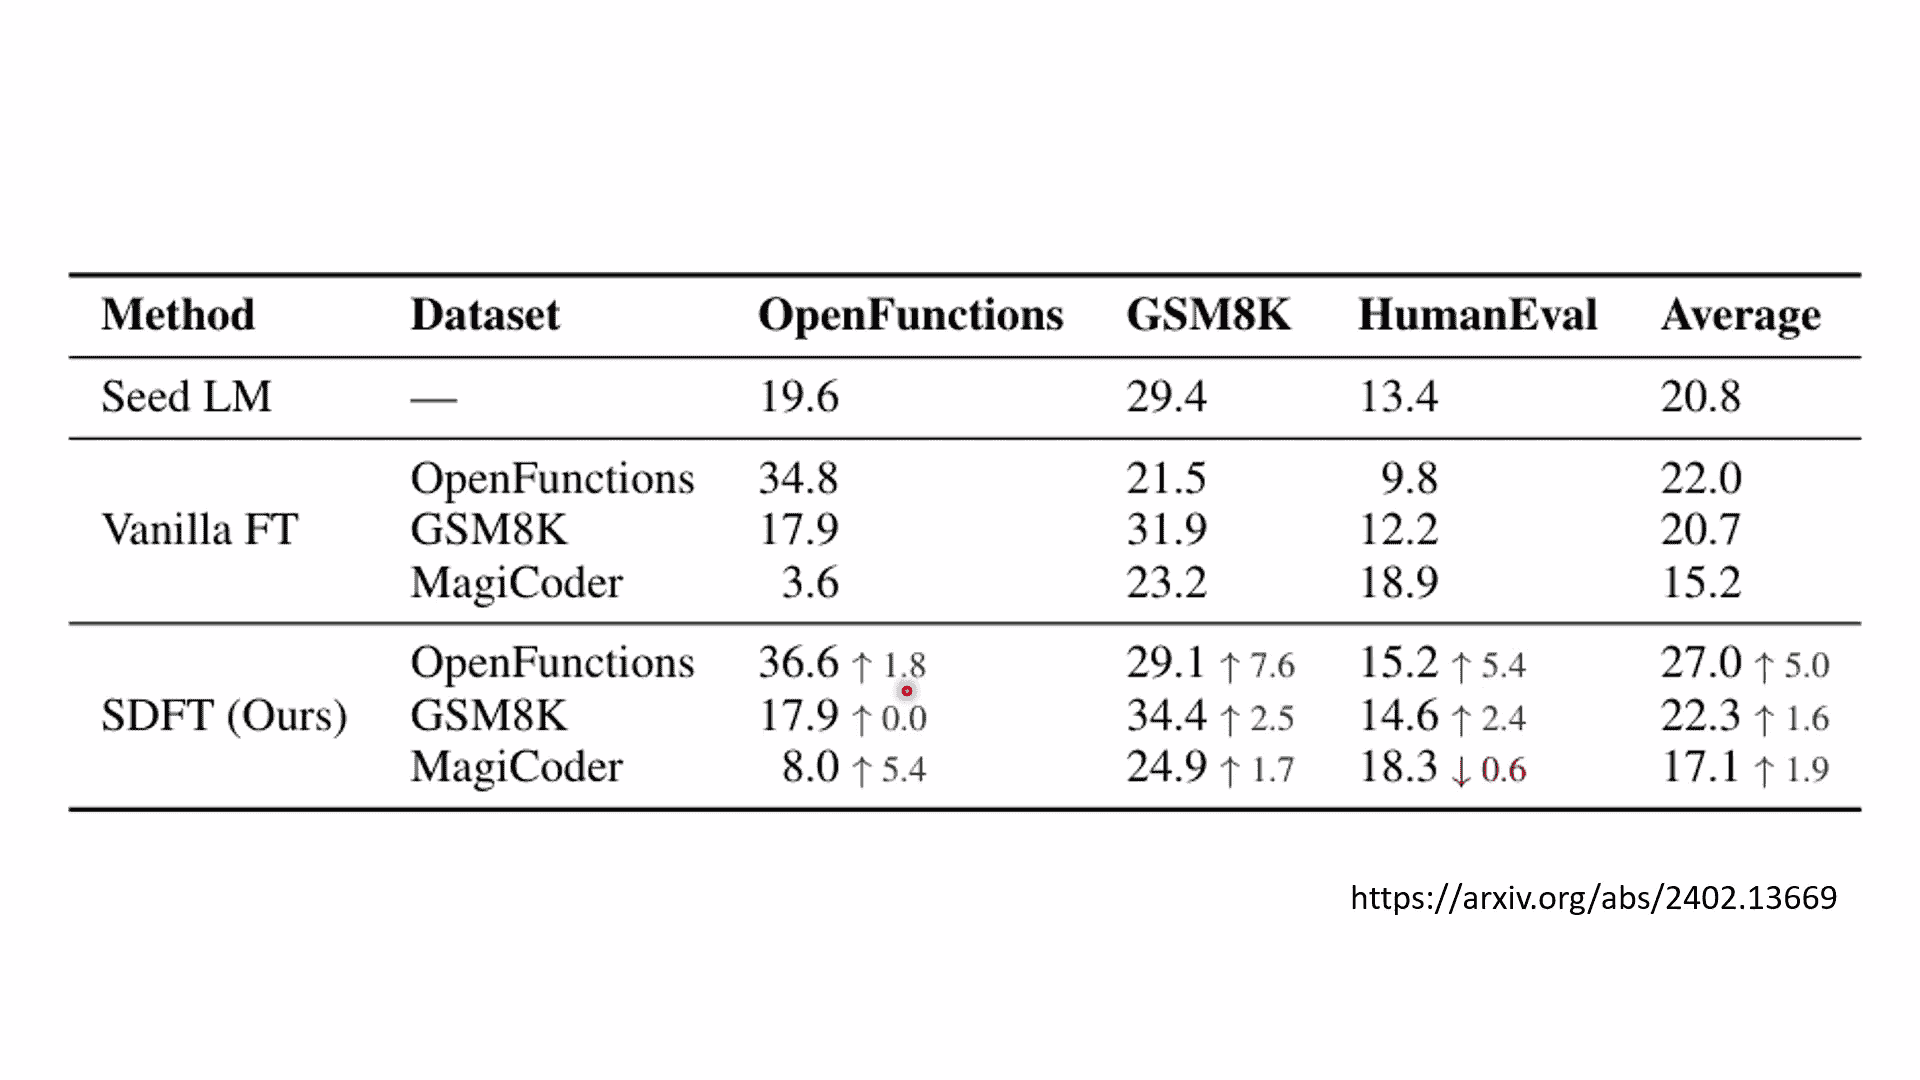 Method Dataset OpenFunctions GSM8K HumanEval Average
Seed LM — 19.6 29.4 13.4 20.8
OpenFunctions 34.8 21.5 9.8 22.0
Vanilla FT GSM8K 17.9 31.9 12.2 20.7
MagiCoder 3.6 23.2 18.9 15.2
OpenFunctions 36.6 ↑ 1.8 29.1 ↑ 7.6 15.2 ↑ 5.4 27.0 ↑ 5.0
SDFT (Ours) GSM8K 17.9 ↑ 0.0 34.4 ↑ 2.5 14.6 ↑ 2.4 22.3 ↑ 1.6
MagiCoder 8.0 ↑ 5.4 24.9 ↑ 1.7 18.3 ↓ 0.6 17.1 ↑ 1.9
https://arxiv.org/abs/2402.13669